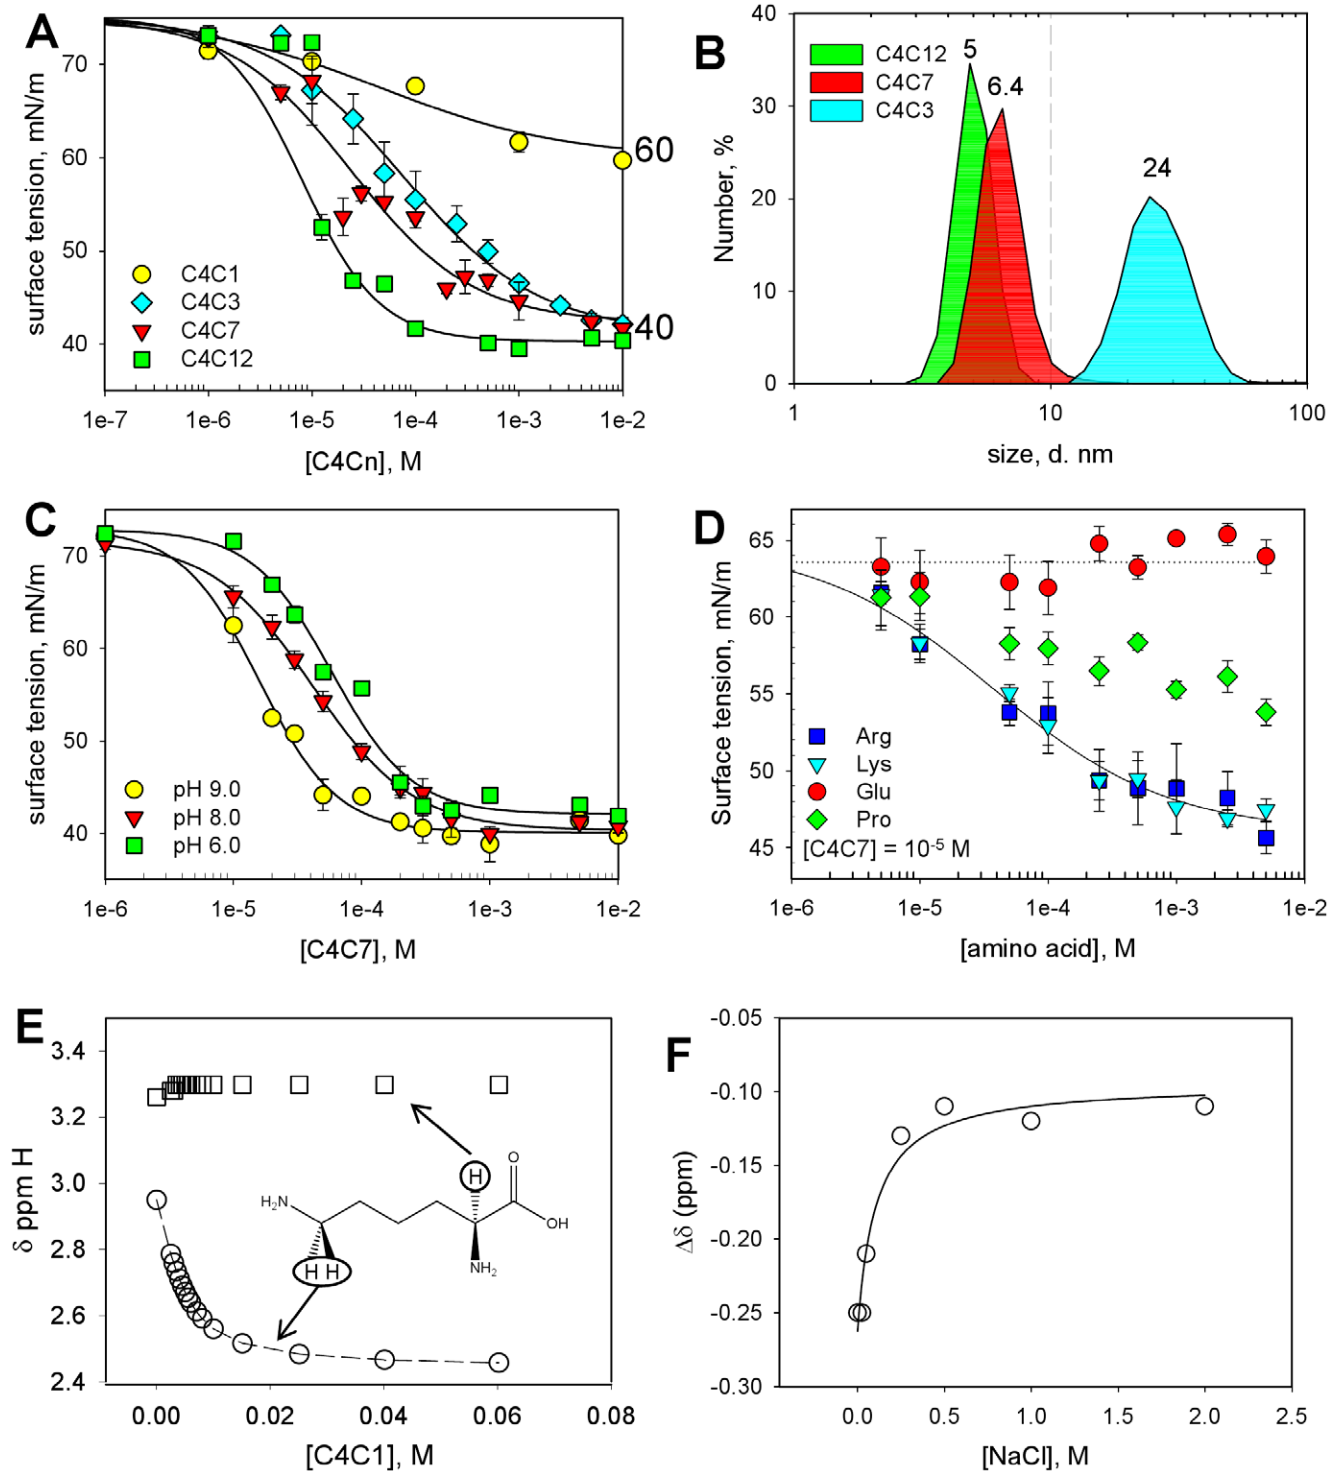 A
surface tension, mN/m
70
60
50
40
60
40
C4C1
C4C3
C4C7
C4C12
1e-7 1e-6 1e-5 1e-4 1e-3 1e-2
[C4Cn], M
B
Number, %
40
30
20
10
0
C4C12
C4C7
C4C3
5
6.4
24
1 10 100
size, d. nm
C
surface tension, mN/m
70
60
50
40
pH 9.0
pH 8.0
pH 6.0
1e-6 1e-5 1e-4 1e-3 1e-2
[C4C7], M
D
Surface tension, mN/m
65
60
55
50
45
Arg
Lys
Glu
Pro
[C4C7] = 10⁻⁵ M
1e-6 1e-5 1e-4 1e-3 1e-2
[amino acid], M
E
δ ppm H
3.4
3.2
3.0
2.8
2.6
2.4
O
H
H₂N
OH
H H
NH₂
0.00 0.02 0.04 0.06 0.08
[C4C1], M
F
Δδ (ppm)
-0.05
-0.10
-0.15
-0.20
-0.25
-0.30
0.0 0.5 1.0 1.5 2.0 2.5
[NaCl], M